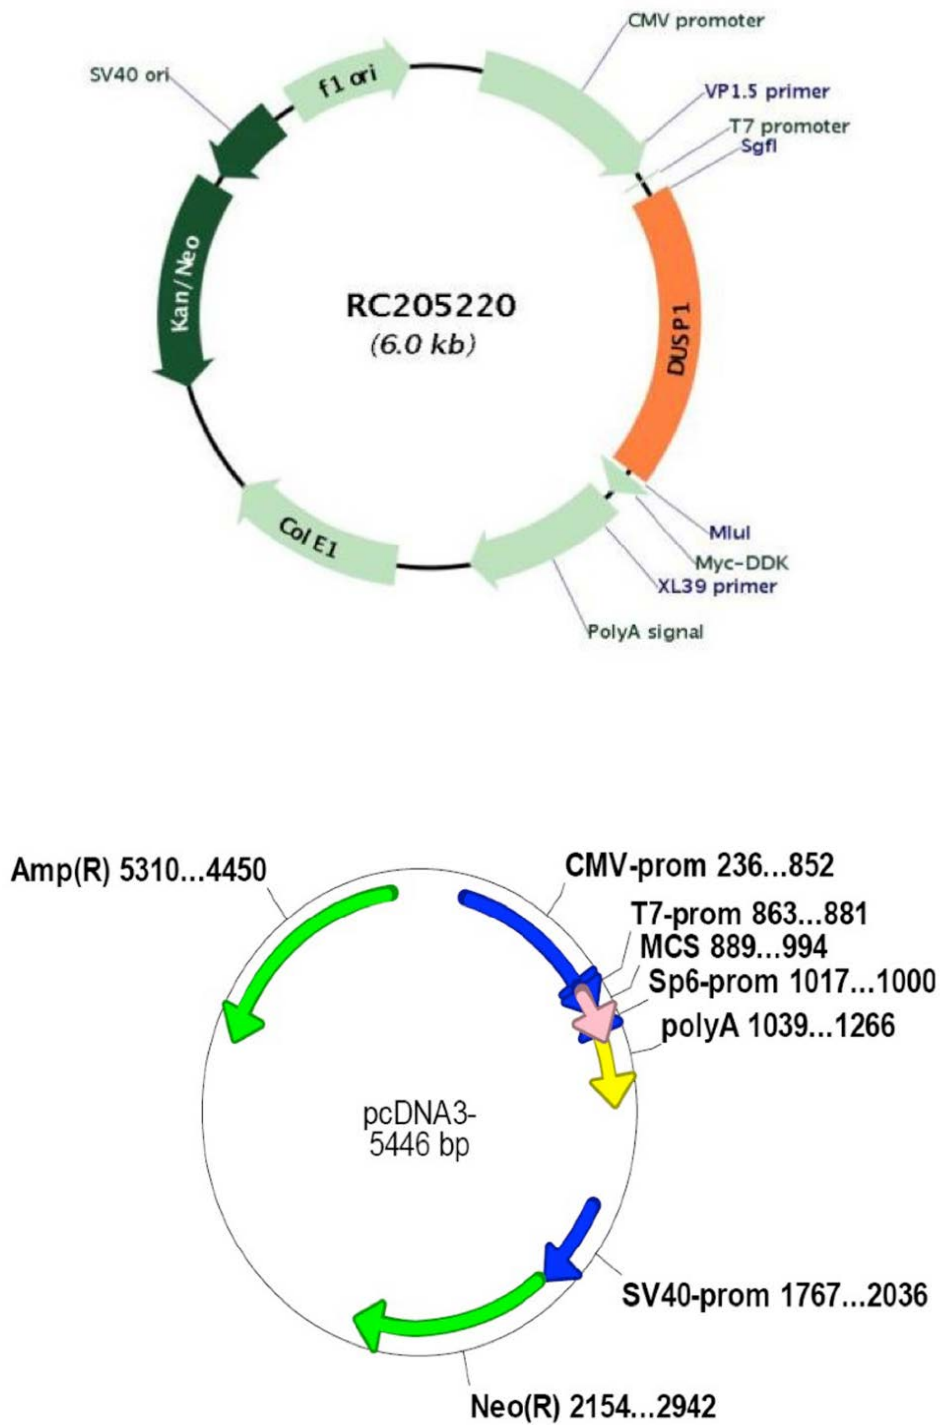 CMV promoter
SV40 ori
f1 ori
VP1.5 primer
T7 promoter
SgfI
Kan/Neo
RC205220
(6.0 kb)
DUSP1
Col E1
MluI
Myc-DDK
XL39 primer
PolyA signal
Amp(R) 5310...4450
CMV-prom 236...852
T7-prom 863...881
MCS 889...994
Sp6-prom 1017...1000
polyA 1039...1266
pcDNA3-
5446 bp
SV40-prom 1767...2036
Neo(R) 2154...2942